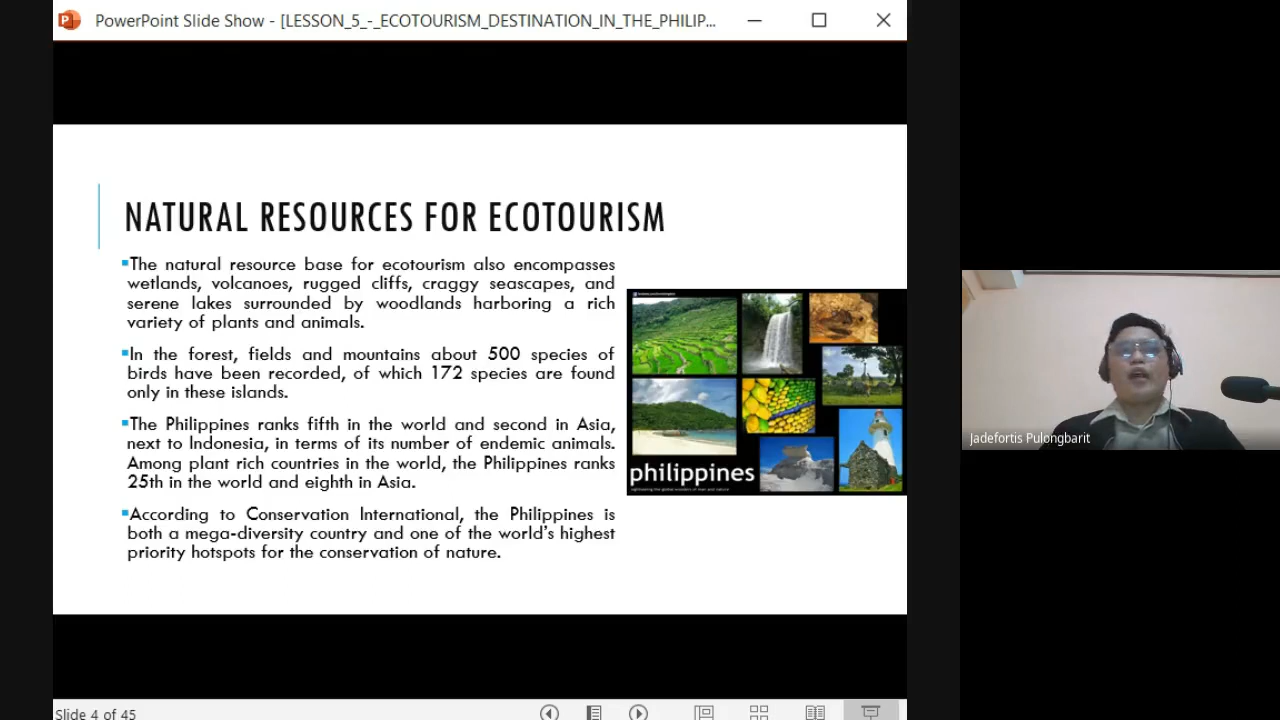 PowerPoint Slide Show - [LESSON_5_-_ECOTOURISM_DESTINATION_IN_THE_PHILIP...
NATURAL RESOURCES FOR ECOTOURISM
The natural resource base for ecotourism also encompasses
wetlands, volcanoes, rugged cliffs, craggy seascapes, and
serene lakes surrounded by woodlands harboring a rich
variety of plants and animals.
In the forest, fields and mountains about 500 species of
birds have been recorded, of which 172 species are found
only in these islands.
The Philippines ranks fifth in the world and second in Asia,
next to Indonesia, in terms of its number of endemic animals.
Among plant rich countries in the world, the Philippines ranks
25th in the world and eighth in Asia.
According to Conservation International, the Philippines is
both a mega-diversity country and one of the world's highest
priority hotspots for the conservation of nature.
philippines
Jadefortis Pulongbarit
Slide 4 of 45